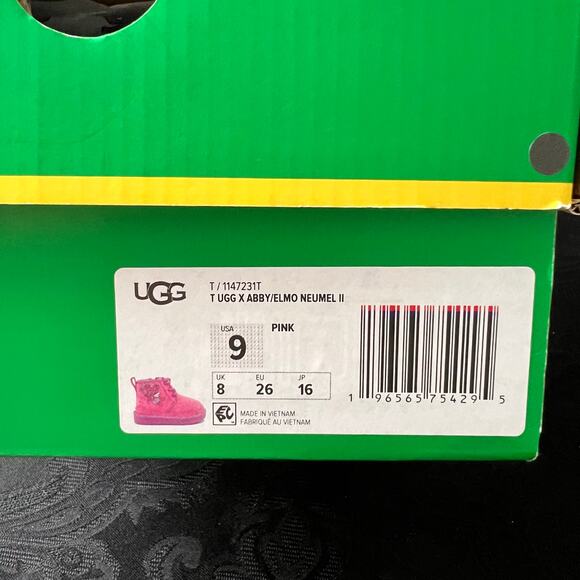 UGG
T / 1147231T
T UGG X ABBY/ELMO NEUMEL II
USA
9
PINK
UK EU JP
8 26 16
MADE IN VIETNAM
FABRIQUÉ AU VIETNAM
1 96565 75429 5